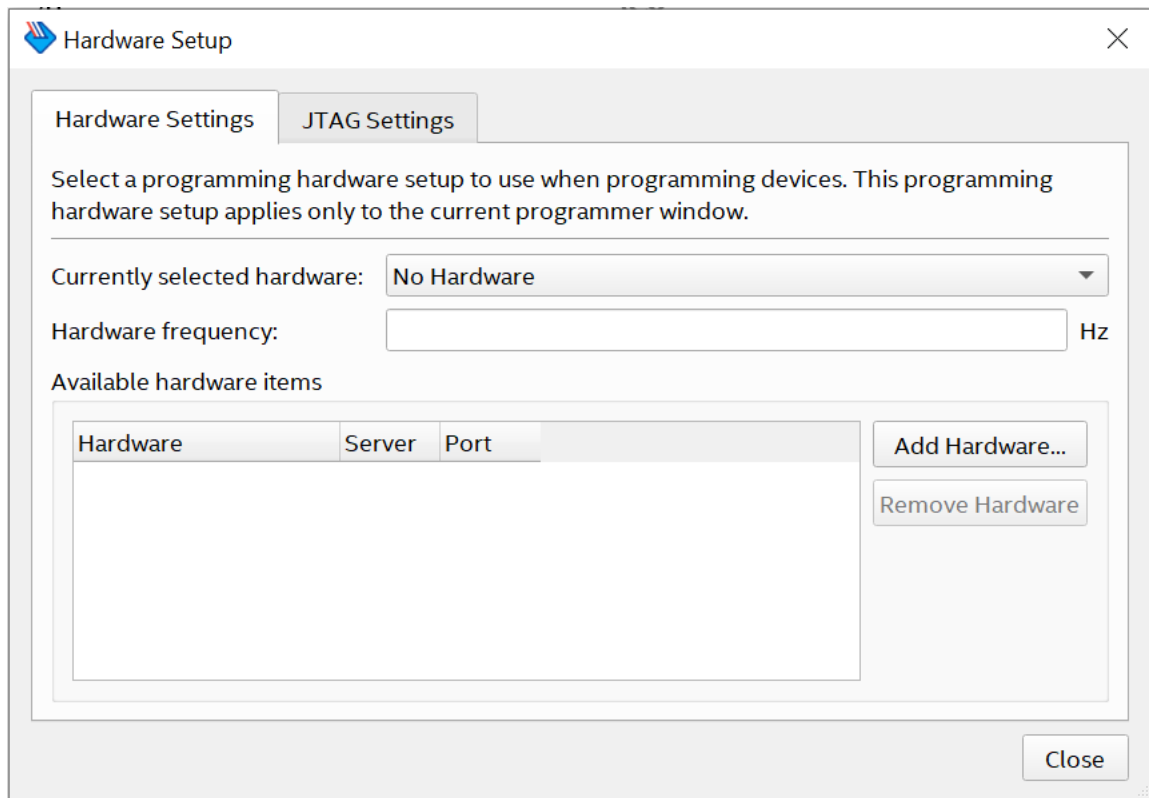 Hardware Setup
Hardware Settings
JTAG Settings
Select a programming hardware setup to use when programming devices. This programming
hardware setup applies only to the current programmer window.
Currently selected hardware:
No Hardware
Hardware frequency:
Hz
Available hardware items
Hardware
Server
Port
Add Hardware...
Remove Hardware
Close